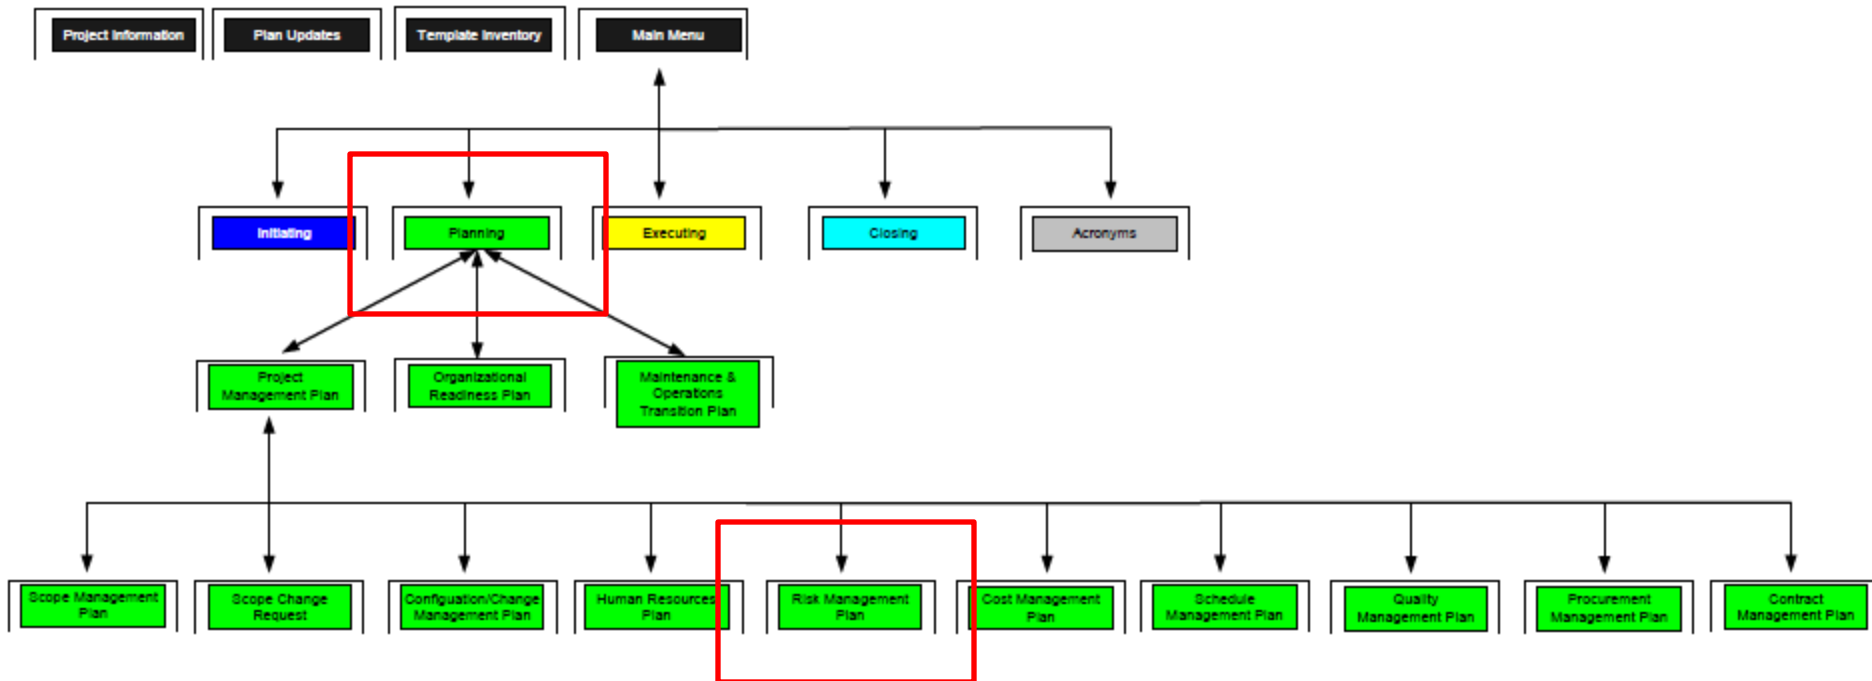 Project Information
Plan Updates
Template Inventory
Main Menu
Initiating
Planning
Executing
Closing
Acronyms
Project
Management Plan
Organizational
Readiness Plan
Maintenance &
Operations
Transition Plan
Scope Management
Plan
Scope Change
Request
Configuation/Change
Management Plan
Human Resources
Plan
Risk Management
Plan
Cost Management
Plan
Schedule
Management Plan
Quality
Management Plan
Procurement
Management Plan
Contract
Management Plan